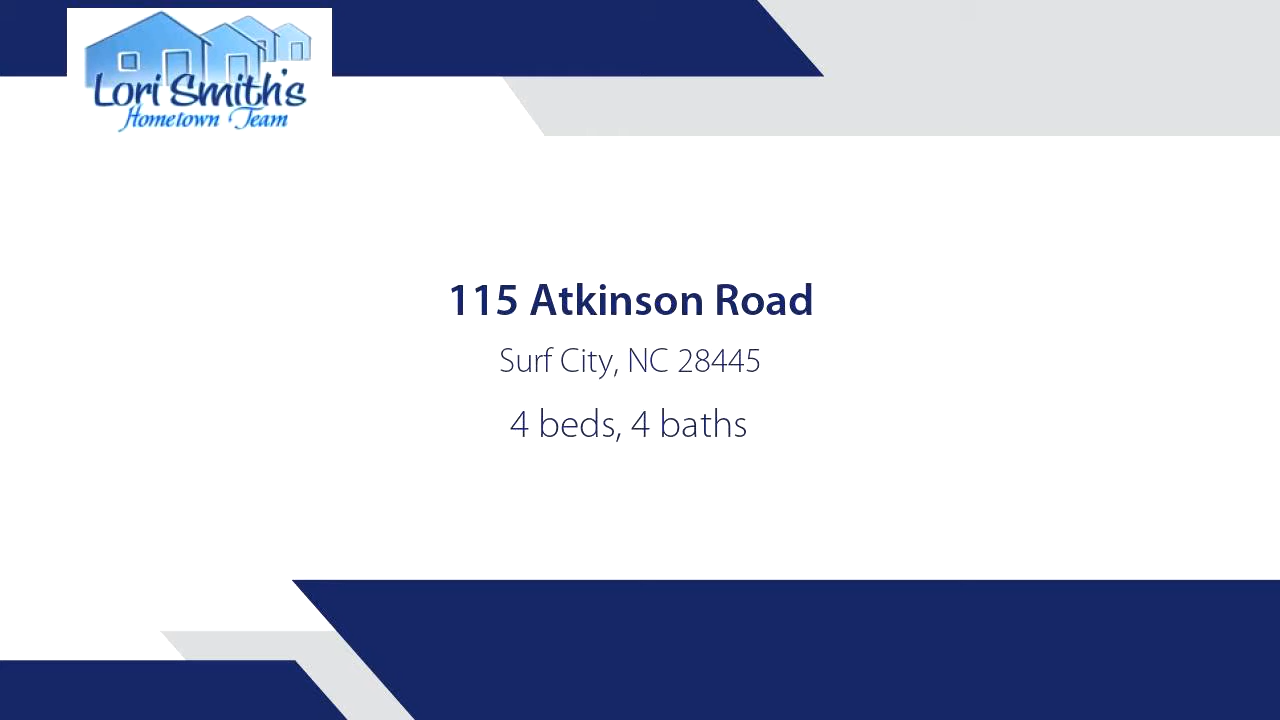 Lori Smith's
Hometown Team
115 Atkinson Road
Surf City, NC 28445
4 beds, 4 baths